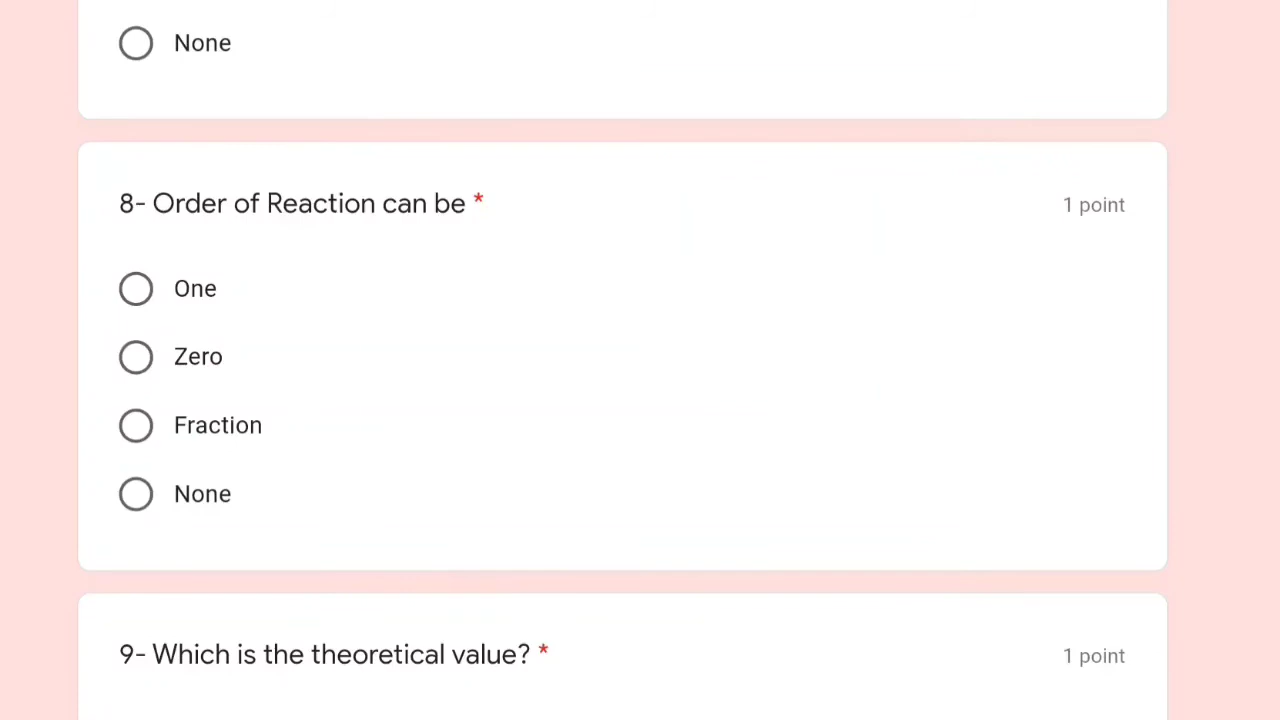 None
8- Order of Reaction can be *
1 point
One
Zero
Fraction
None
9- Which is the theoretical value? *
1 point